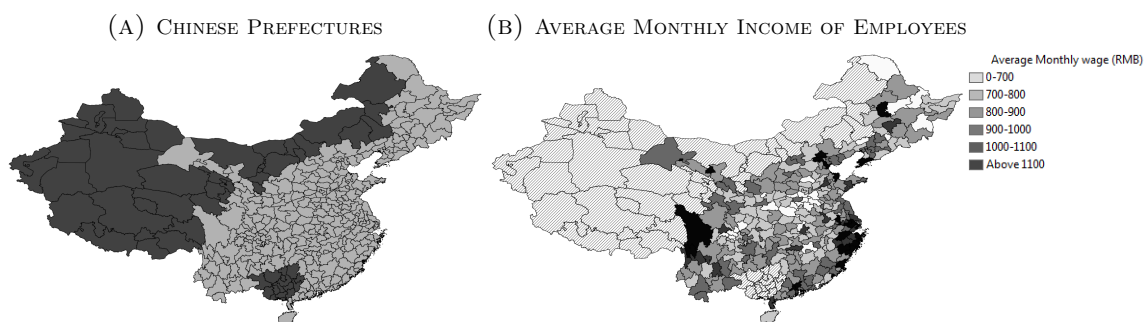 (A) CHINESE PREFECTURES
(B) AVERAGE MONTHLY INCOME OF EMPLOYEES
Average Monthly wage (RMB)
0-700
700-800
800-900
900-1000
1000-1100
Above 1100